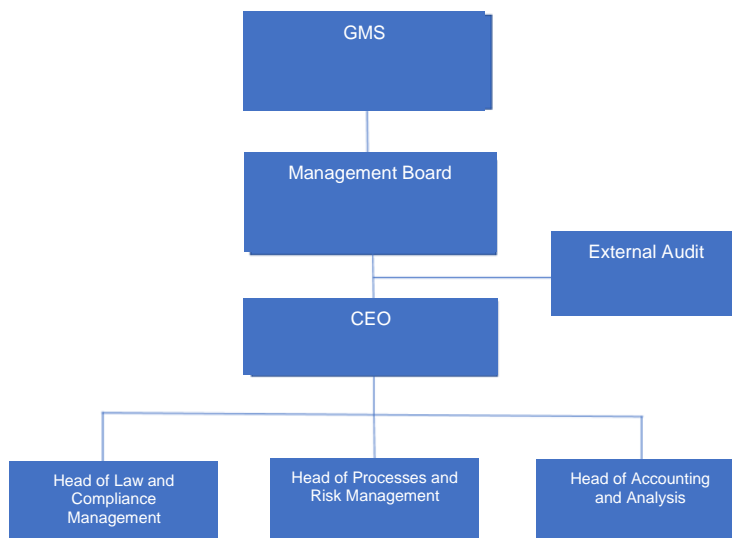 GMS
Management Board
External Audit
CEO
Head of Law and
Compliance
Management
Head of Processes and
Risk Management
Head of Accounting
and Analysis